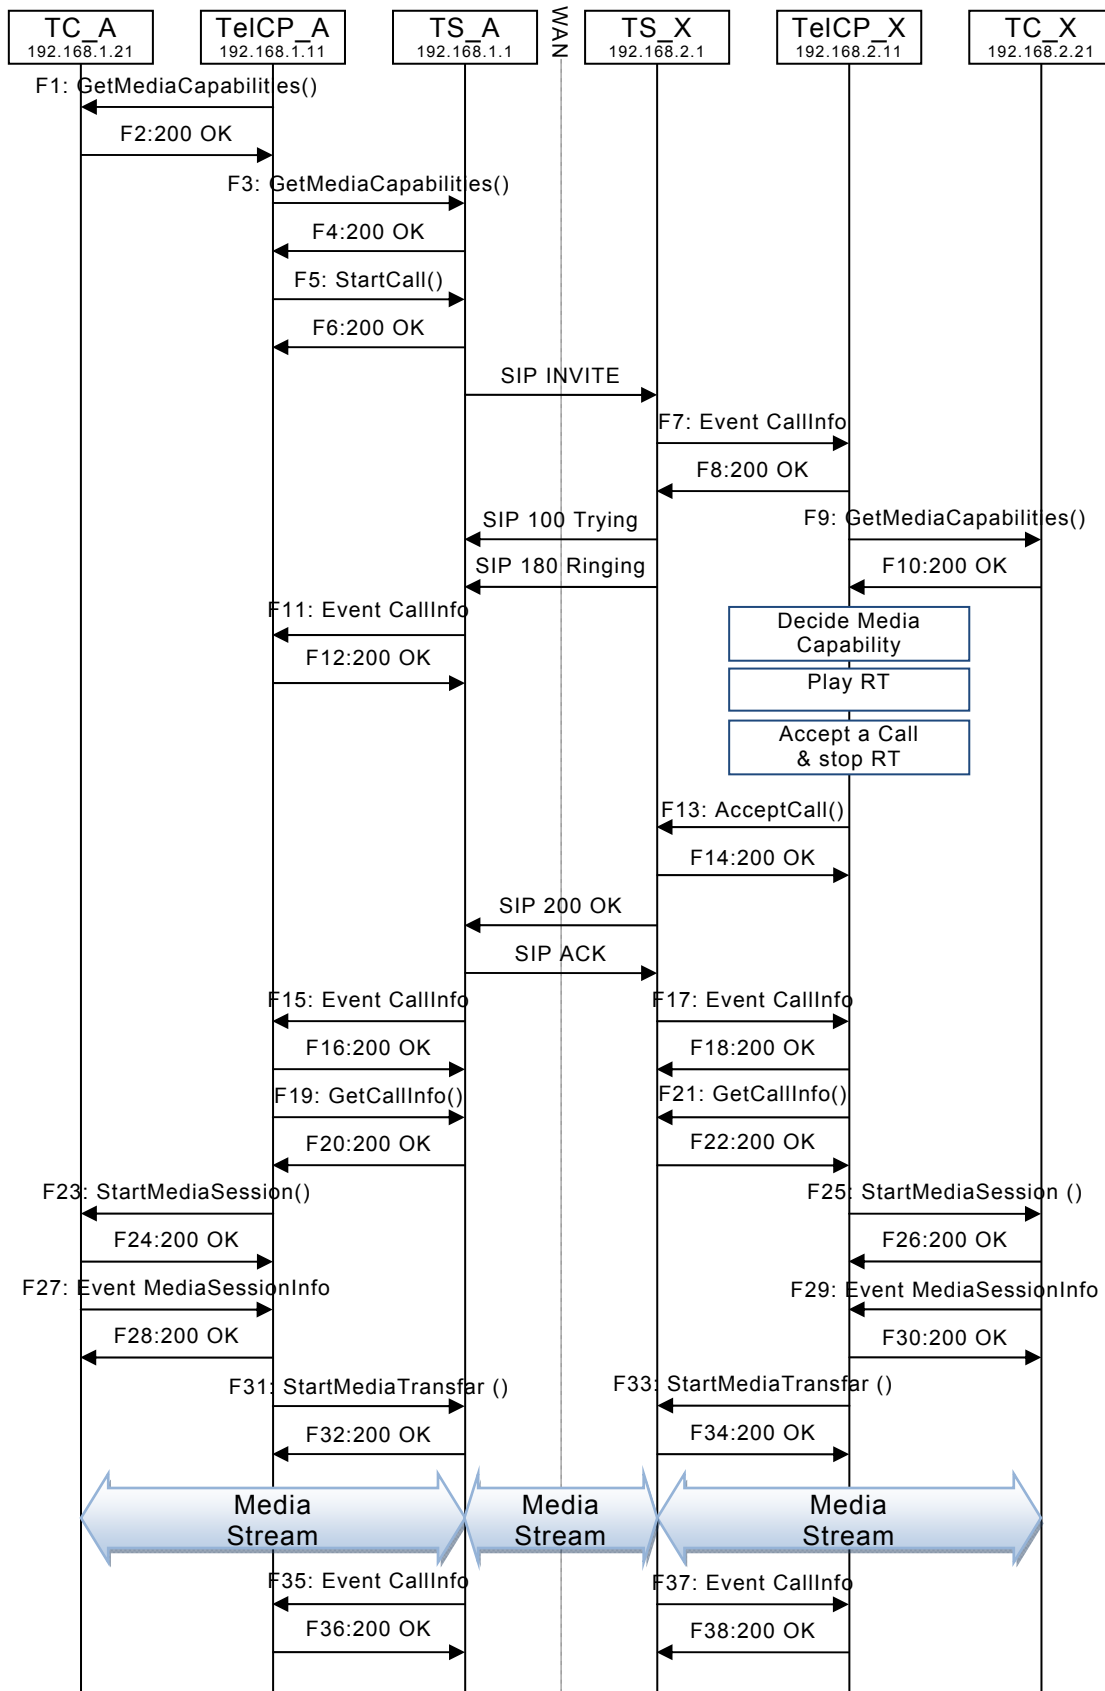 TC_A
192.168.1.21
TelCP_A
192.168.1.11
TS_A
192.168.1.1
WAN
TS_X
192.168.2.1
TelCP_X
192.168.2.11
TC_X
192.168.2.21
F1: GetMediaCapabilities()
F2:200 OK
F3: GetMediaCapabilities()
F4:200 OK
F5: StartCall()
F6:200 OK
SIP INVITE
F7: Event CallInfo
F8:200 OK
SIP 100 Trying
F9: GetMediaCapabilities()
SIP 180 Ringing
F10:200 OK
F11: Event CallInfo
Decide Media
Capability
F12:200 OK
Play RT
Accept a Call
& stop RT
F13: AcceptCall()
F14:200 OK
SIP 200 OK
SIP ACK
F15: Event CallInfo
F17: Event CallInfo
F16:200 OK
F18:200 OK
F19: GetCallInfo()
F21: GetCallInfo()
F20:200 OK
F22:200 OK
F23: StartMediaSession()
F25: StartMediaSession ()
F24:200 OK
F26:200 OK
F27: Event MediaSessionInfo
F29: Event MediaSessionInfo
F28:200 OK
F30:200 OK
F31: StartMediaTransfar ()
F33: StartMediaTransfar ()
F32:200 OK
F34:200 OK
Media
Stream
Media
Stream
Media
Stream
F35: Event CallInfo
F37: Event CallInfo
F36:200 OK
F38:200 OK